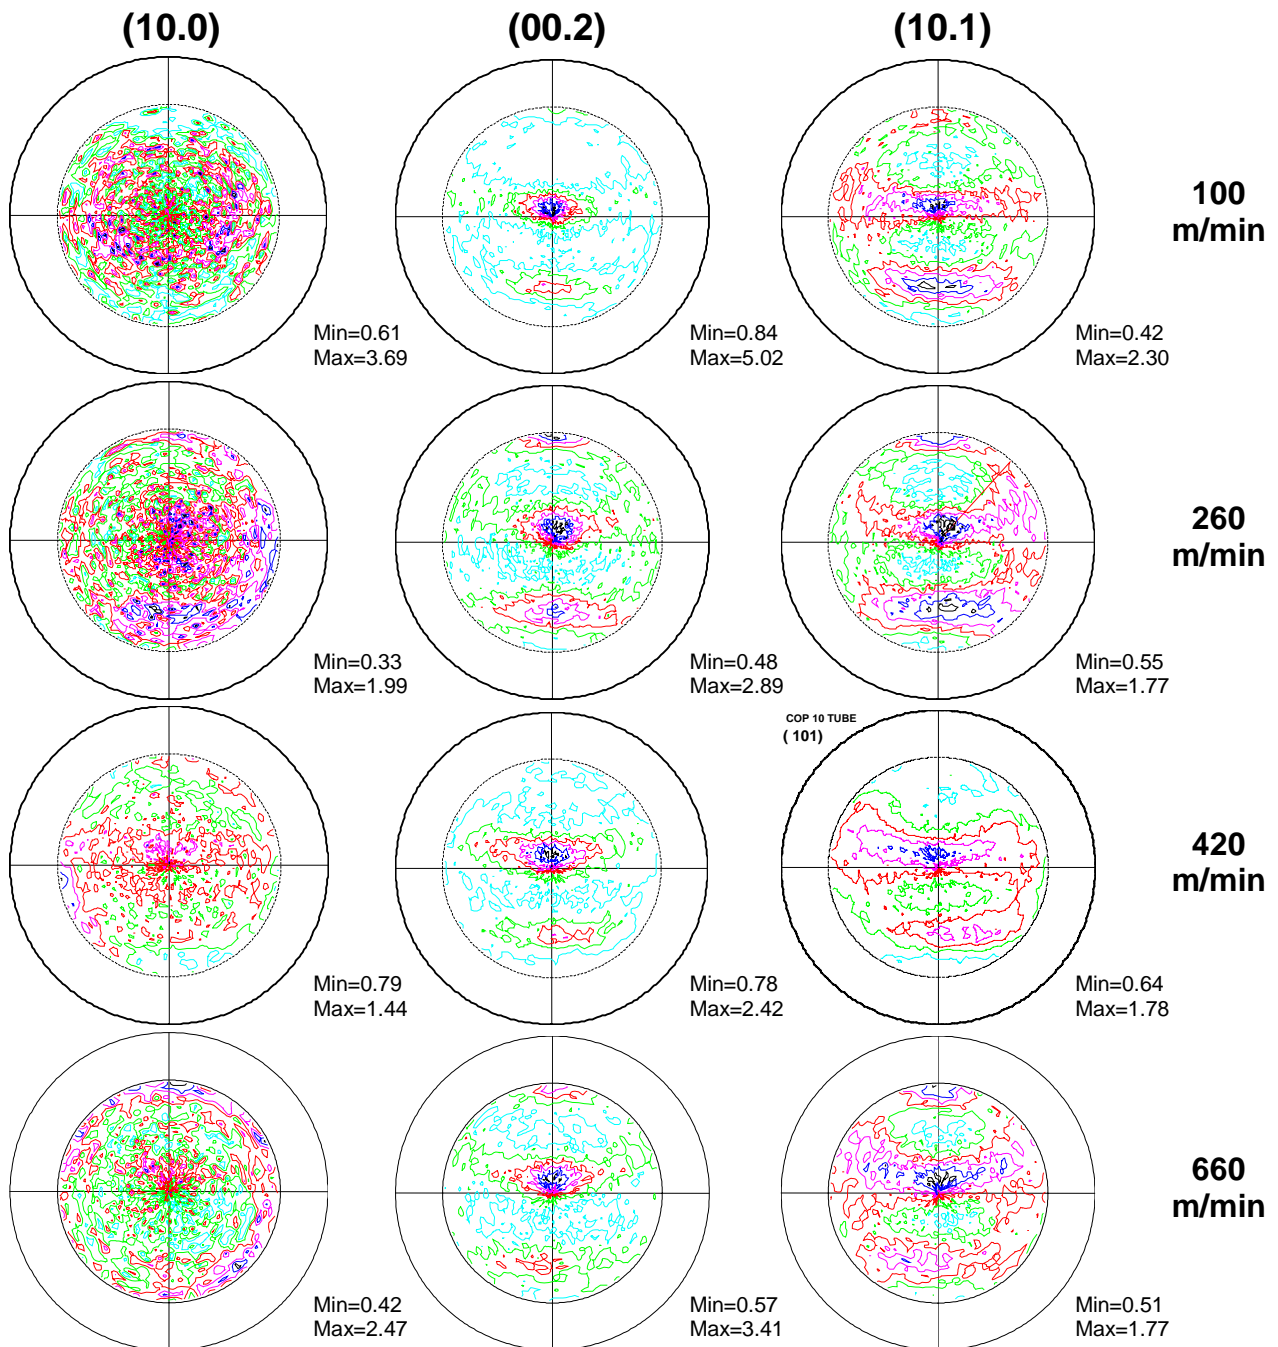 (10.0)
(00.2)
(10.1)
100
m/min
Min=0.61
Max=3.69
Min=0.84
Max=5.02
Min=0.42
Max=2.30
260
m/min
Min=0.33
Max=1.99
Min=0.48
Max=2.89
Min=0.55
Max=1.77
COP 10 TUBE
( 101)
420
m/min
Min=0.79
Max=1.44
Min=0.78
Max=2.42
Min=0.64
Max=1.78
660
m/min
Min=0.42
Max=2.47
Min=0.57
Max=3.41
Min=0.51
Max=1.77